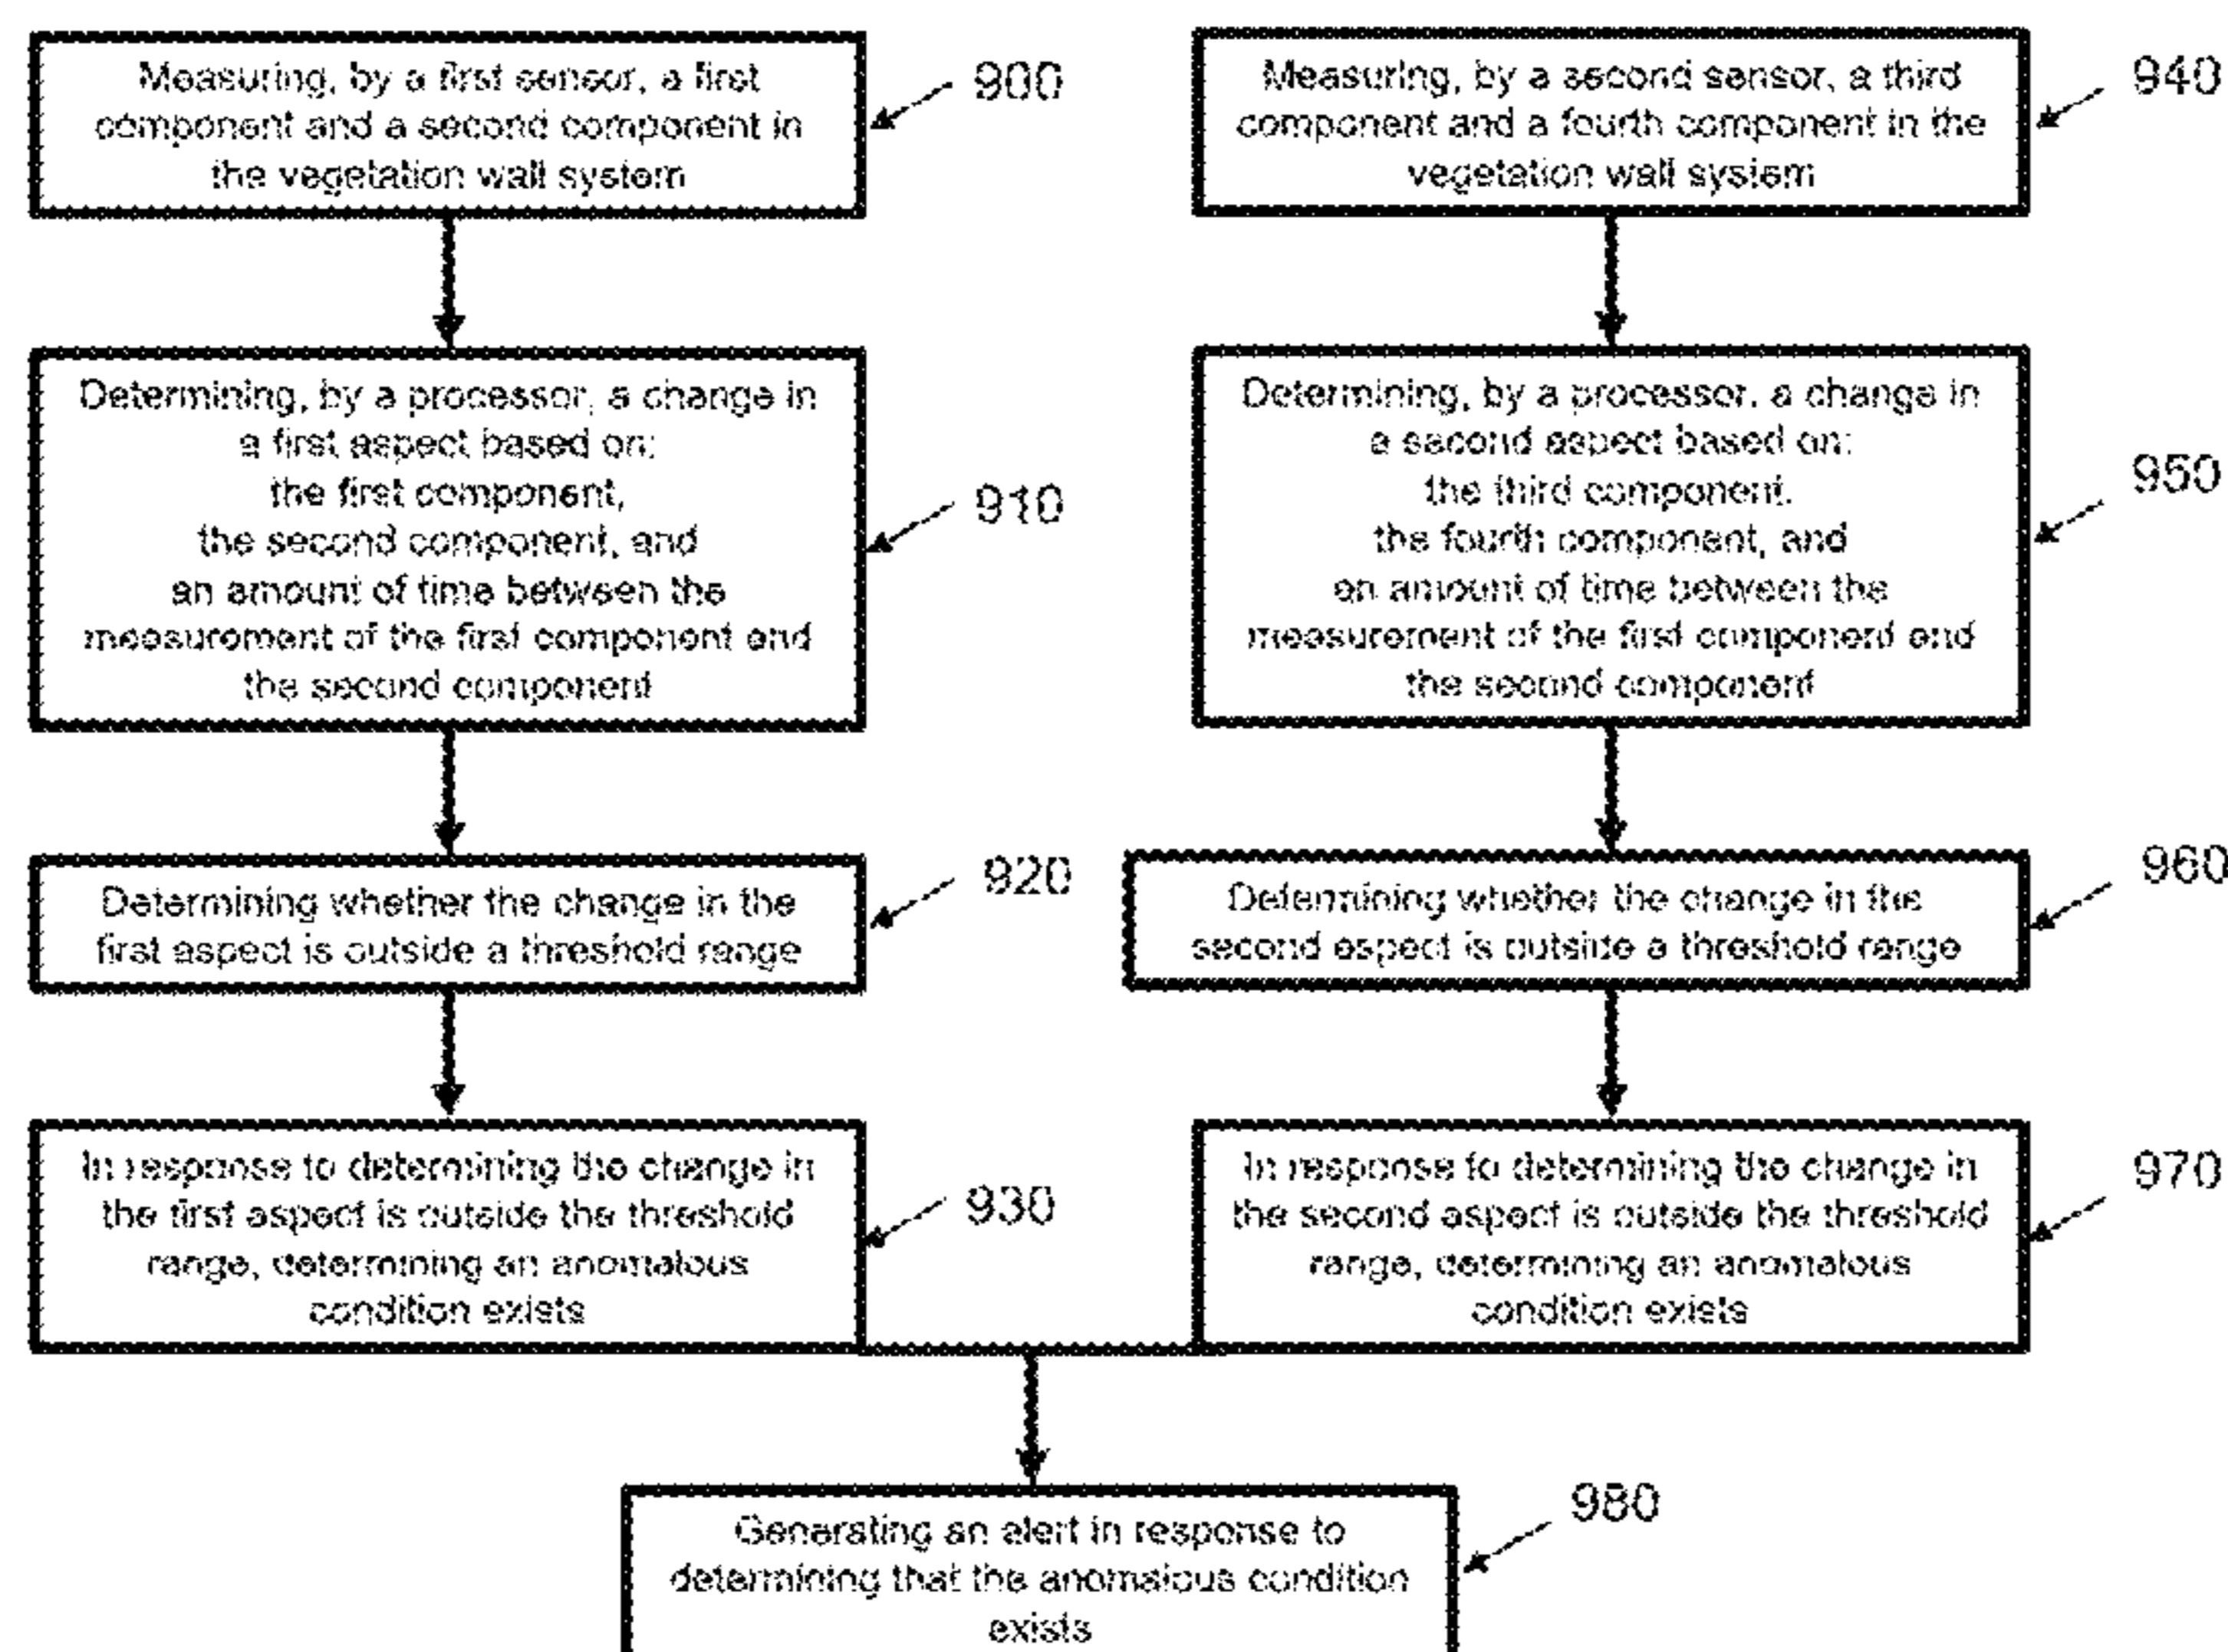 Measuring, by a first sensor, a first
component and a second component in
the vegetation wall system
900
Determining, by a processor, a change in
a first aspect based on:
the first component,
the second component, and
an amount of time between the
measurement of the first component and
the second component
910
Determining whether the change in the
first aspect is outside a threshold range
920
In response to determining the change in
the first aspect is outside the threshold
range, determining an anomalous
condition exists
930
Measuring, by a second sensor, a third
component and a fourth component in the
vegetation wall system
940
Determining, by a processor, a change in
a second aspect based on:
the third component,
the fourth component, and
an amount of time between the
measurement of the first component and
the second component
950
Determining whether the change in the
second aspect is outside a threshold range
960
In response to determining the change in
the second aspect is outside the threshold
range, determining an anomalous
condition exists
970
Generating an alert in response to
determining that the anomalous condition
exists
980